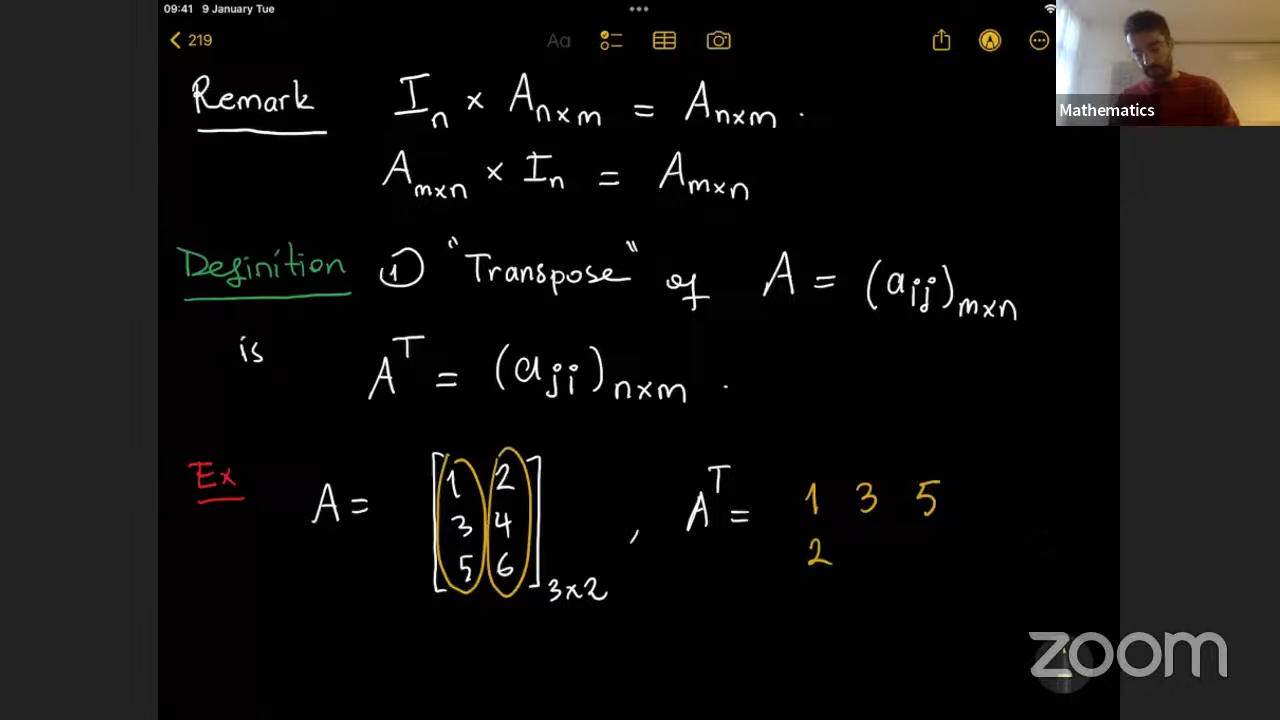 09:41 9 January Tue
219
Aa
Mathematics
Remark Iₙ × Aₙₓₘ = Aₙₓₘ .
Aₘₓₙ × Iₙ = Aₘₓₙ
Definition ① "Transpose" of A = (aᵢⱼ)ₘₓₙ
is Aᵀ = (aⱼᵢ)ₙₓₘ .
Ex A = [1 2 , Aᵀ = 1 3 5
3 4 2
5 6]₃ₓ₂
zoom